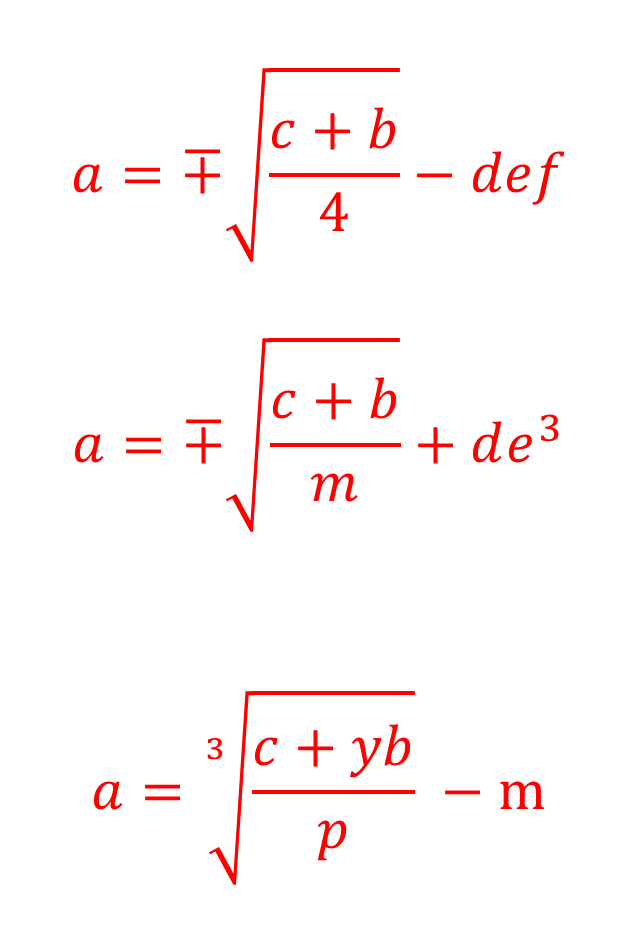 a = ∓ √((c + b)/4) − def
a = ∓ √((c + b)/m) + de³
a = ∛((c + yb)/p) − m